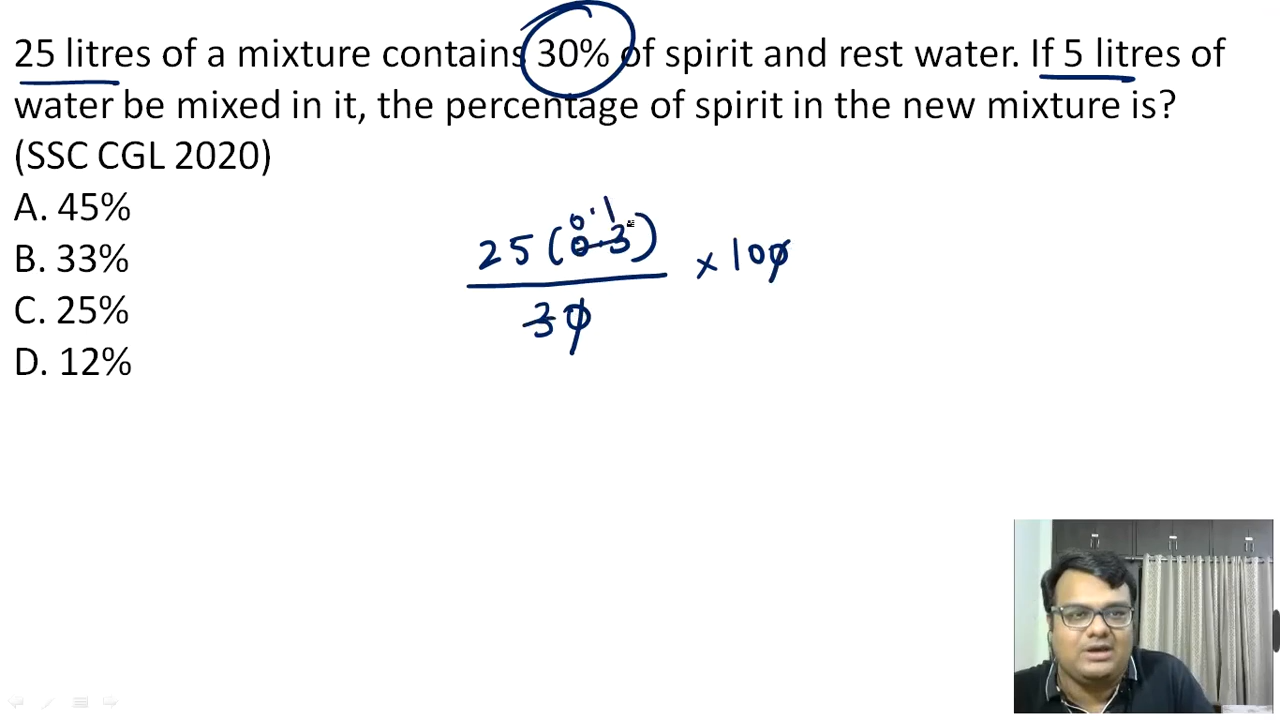 25 litres of a mixture contains 30% of spirit and rest water. If 5 litres of
water be mixed in it, the percentage of spirit in the new mixture is?
(SSC CGL 2020)
A. 45%
B. 33%
C. 25%
D. 12%
0.1
25(0.3)
× 100
30